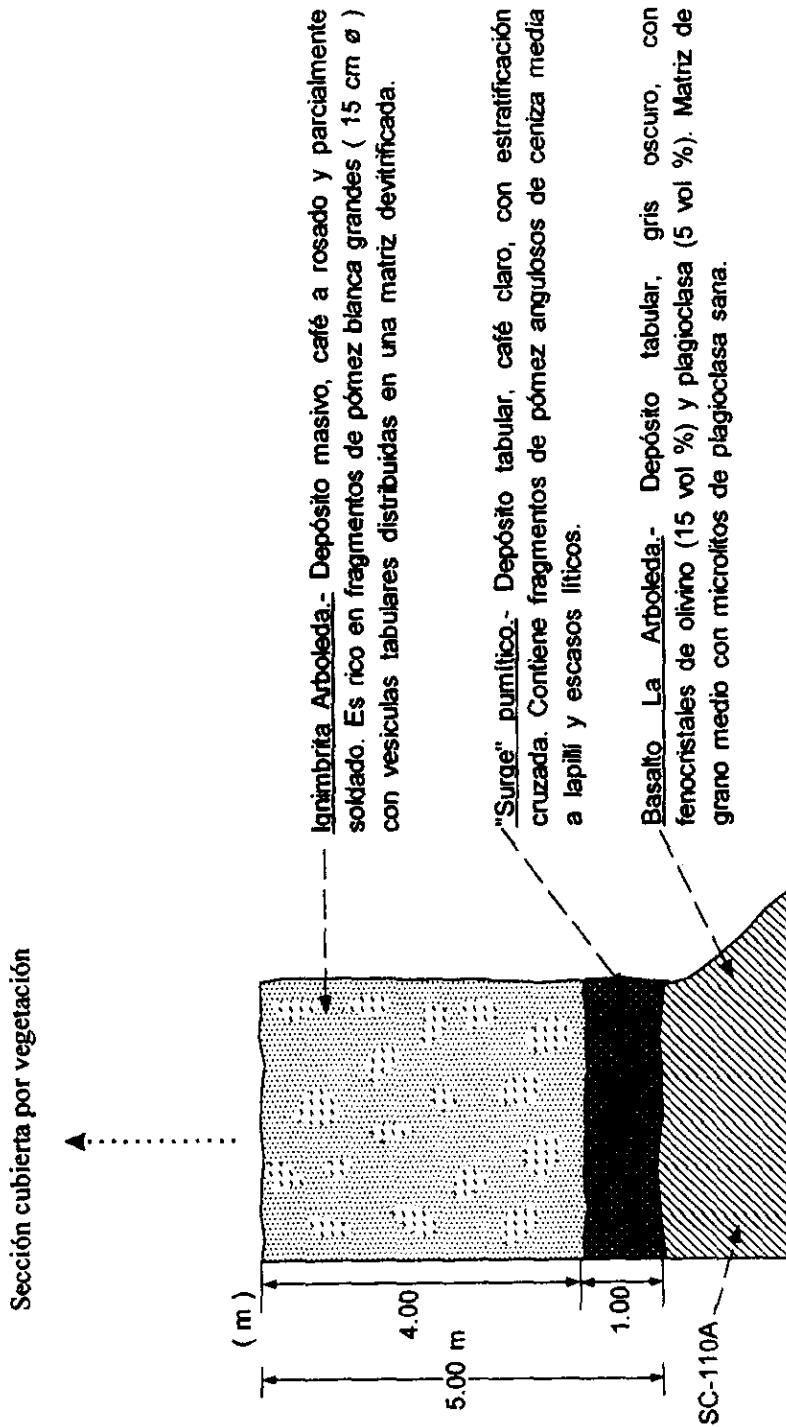 Sección cubierta por vegetación
( m )
4.00
5.00 m
1.00
SC-110A
Ignimbrita Arboleda.- Depósito masivo, café a rosado y parcialmente
soldado. Es rico en fragmentos de pómez blanca grandes ( 15 cm ø )
con vesículas tabulares distribuidas en una matriz devitrificada.
"Surge" pumítico.- Depósito tabular, café claro, con estratificación
cruzada. Contiene fragmentos de pómez angulosos de ceniza media
a lapilli y escasos líticos.
Basalto La Arboleda.- Depósito tabular, gris oscuro, con
fenocristales de olivino (15 vol %) y plagioclasa (5 vol %). Matriz de
grano medio con microlitos de plagioclasa sana.